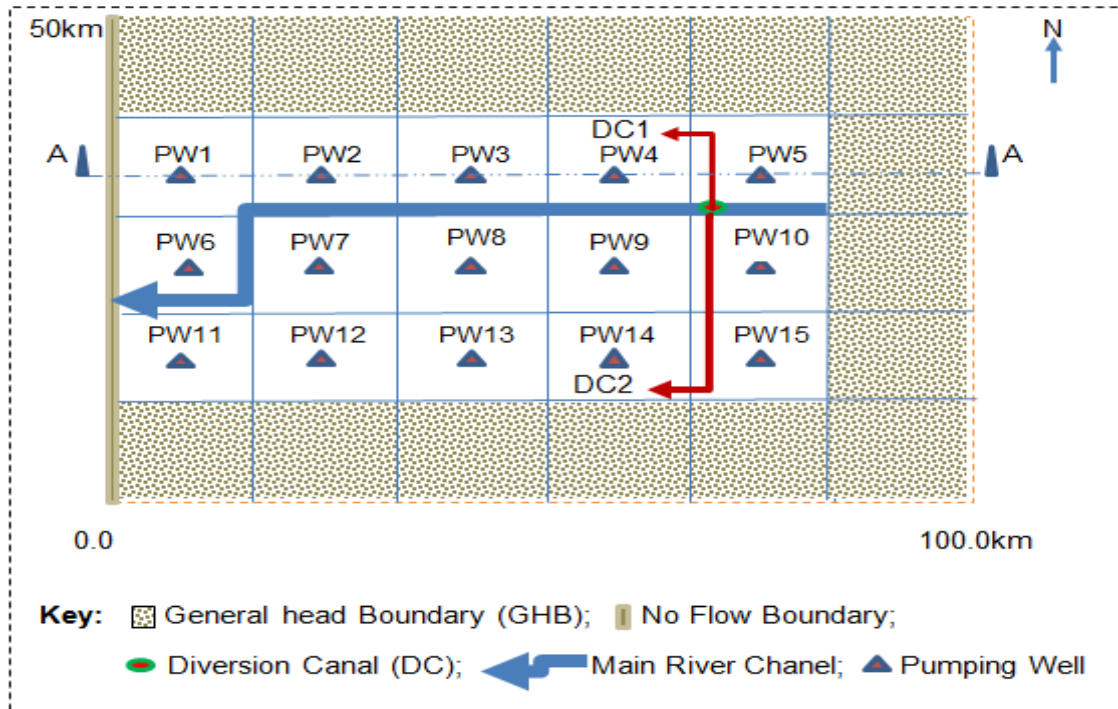 50km
N
DC1
A PW1 PW2 PW3 PW4 PW5 A
PW6 PW7 PW8 PW9 PW10
PW11 PW12 PW13 PW14 PW15
DC2
0.0 100.0km
Key: General head Boundary (GHB); No Flow Boundary;
Diversion Canal (DC); Main River Chanel; Pumping Well